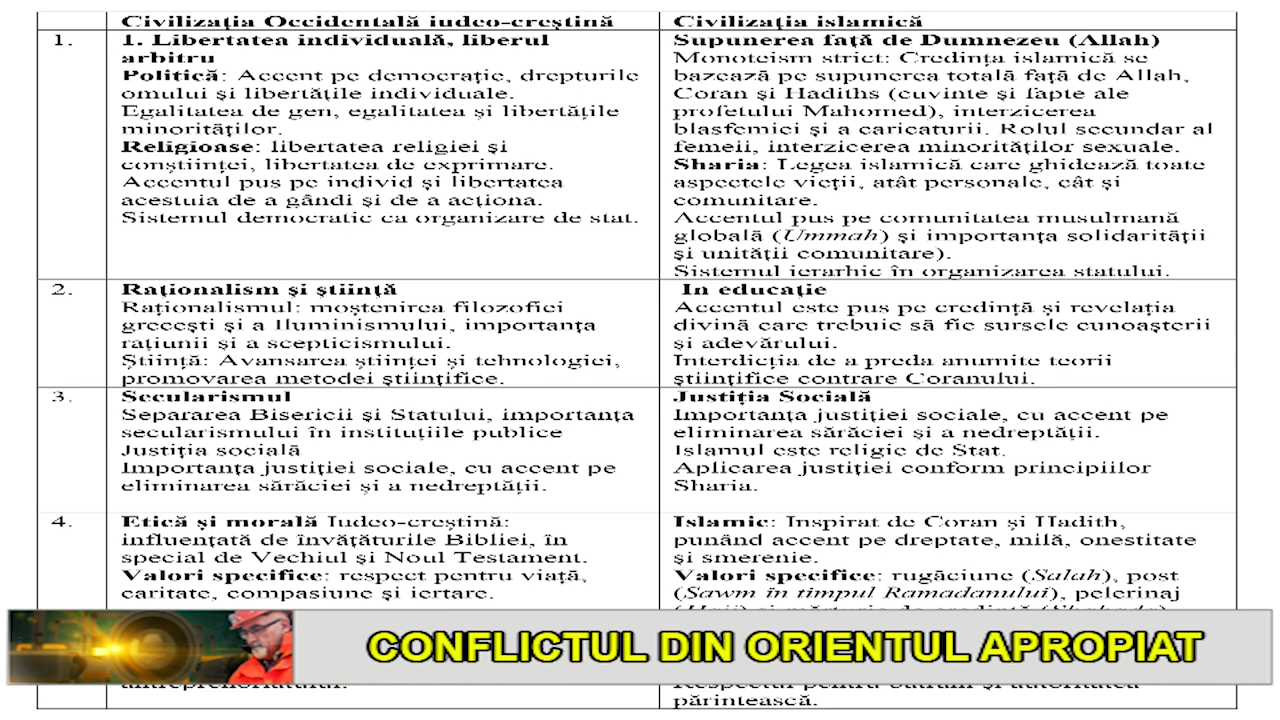 Civilizația Occidentală iudeo-creștină
Civilizația islamică
1.
1. Libertatea individuală, liberul
arbitru
Politică: Accent pe democrație, drepturile
omului și libertățile individuale.
Egalitatea de gen, egalitatea și libertățile
minorităților.
Religioase: libertatea religiei și
conștiinței, libertatea de exprimare.
Accentul pus pe individ și libertatea
acestuia de a gândi și de a acționa.
Sistemul democratic ca organizare de stat.
Supunerea față de Dumnezeu (Allah)
Monoteism strict: Credința islamică se
bazează pe supunerea totală față de Allah,
Coran și Hadiths (cuvinte și fapte ale
profetului Mahomed), interzicerea
blasfemiei și a caricaturii. Rolul secundar al
femeii, interzicerea minorităților sexuale.
Sharia: Legea islamică care ghidează toate
aspectele vieții, atât personale, cât și
comunitare.
Accentul pus pe comunitatea musulmană
globală (Ummah) și importanța solidarității
și unității comunitare).
Sistemul ierarhic în organizarea statului.
2.
Raționalism și știință
Raționalismul: moștenirea filozofiei
grecești și a Iluminismului, importanța
rațiunii și a scepticismului.
Știință: Avansarea științei și tehnologiei,
promovarea metodei științifice.
In educație
Accentul este pus pe credință și revelația
divină care trebuie să fie sursele cunoașterii
și adevărului.
Interdicția de a preda anumite teorii
științifice contrare Coranului.
3.
Secularismul
Separarea Bisericii și Statului, importanța
secularismului în instituțiile publice
Justiția socială
Importanța justiției sociale, cu accent pe
eliminarea sărăciei și a nedreptății.
Justiția Socială
Importanța justiției sociale, cu accent pe
eliminarea sărăciei și a nedreptății.
Islamul este religie de Stat.
Aplicarea justiției conform principiilor
Sharia.
4.
Etică și morală Iudeo-creștină:
influențată de învățăturile Bibliei, în
special de Vechiul și Noul Testament.
Valori specifice: respect pentru viață,
caritate, compasiune și iertare.
Islamic: Inspirat de Coran și Hadith,
punând accent pe dreptate, milă, onestitate
și smerenie.
Valori specifice: rugăciune (Salah), post
(Sawm în timpul Ramadanului), pelerinaj
CONFLICTUL DIN ORIENTUL APROPIAT
antreprenoriatului.
Respectul pentru bătrâni și autoritatea
părintească.